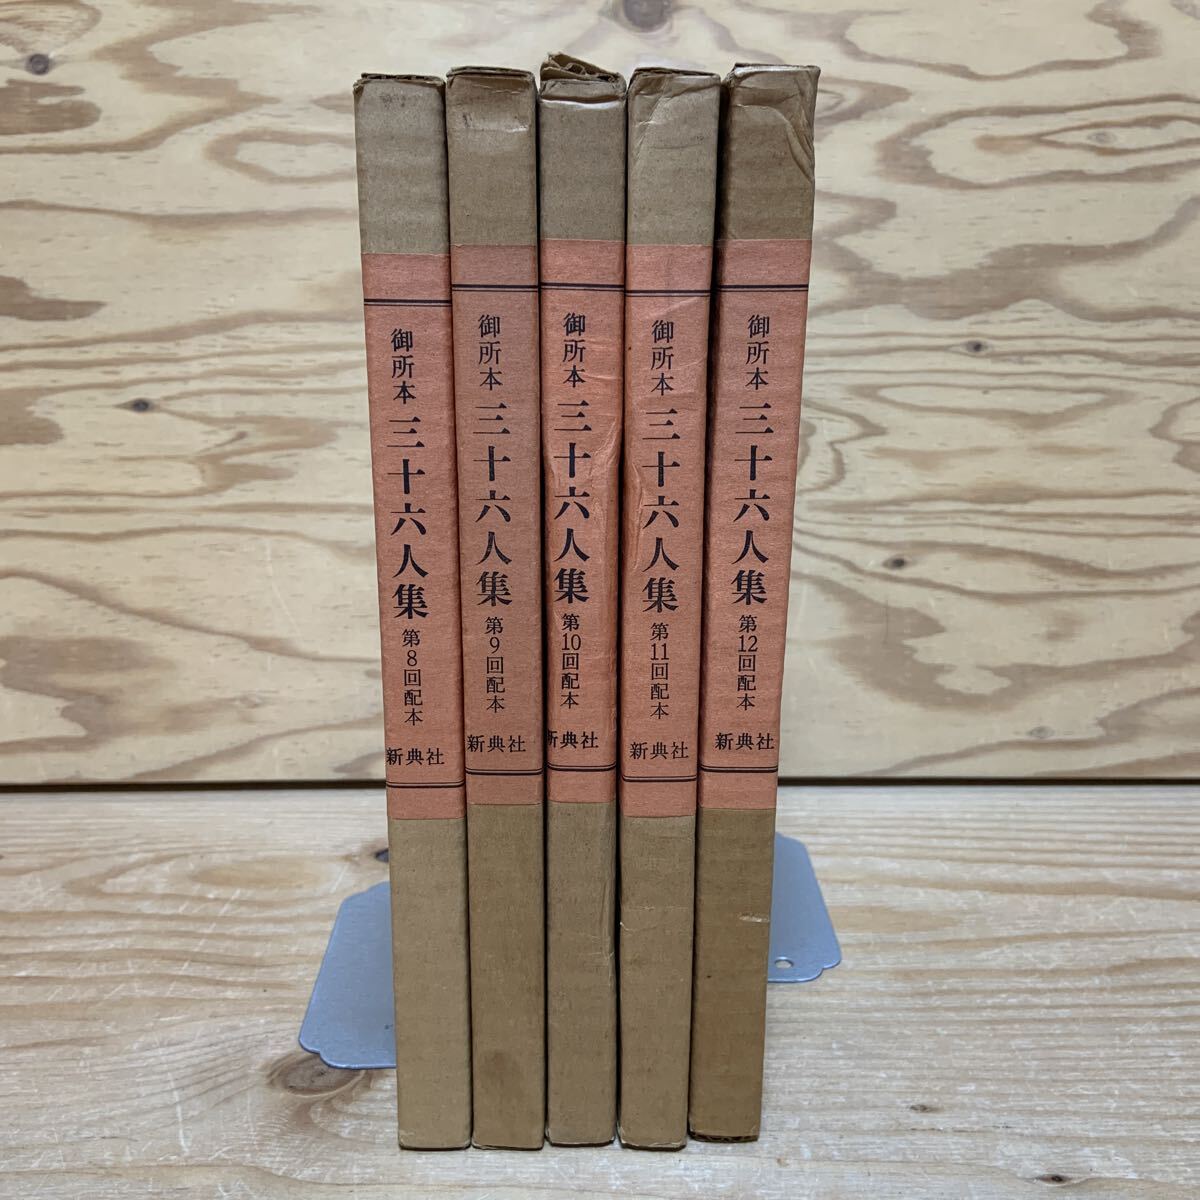 御所本 三十六人集 第8回配本 新典社
御所本 三十六人集 第9回配本 新典社
御所本 三十六人集 第10回配本 新典社
御所本 三十六人集 第11回配本 新典社
御所本 三十六人集 第12回配本 新典社